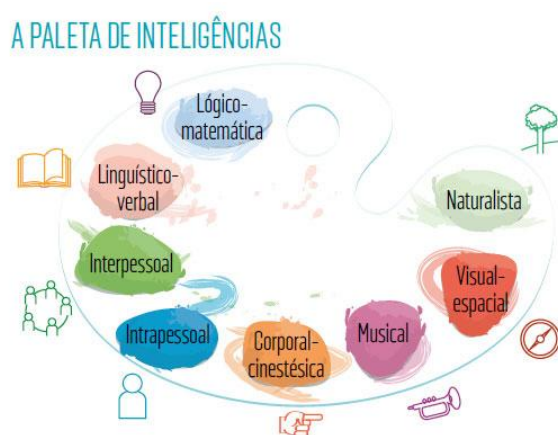 A PALETA DE INTELIGÊNCIAS
Lógico-
matemática
Linguístico-
verbal
Naturalista
Interpessoal
Visual-
espacial
Intrapessoal
Corporal-
cinestésica
Musical